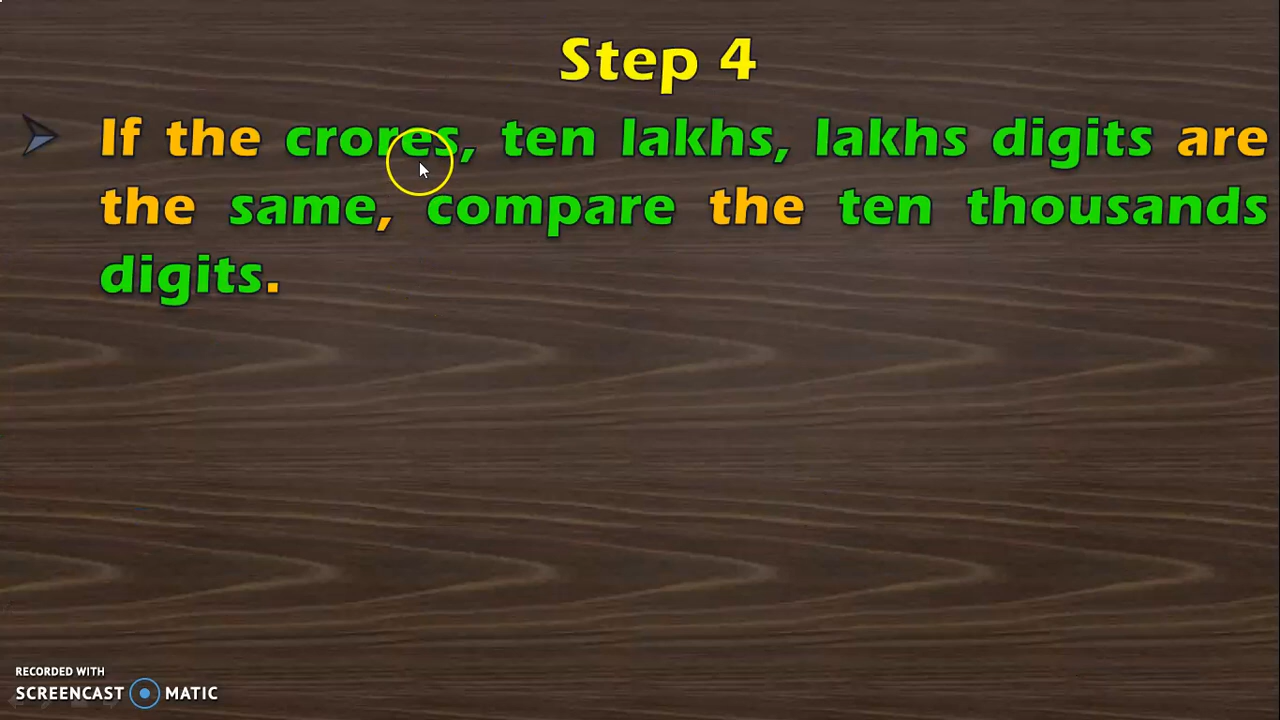 Step 4
If the crores, ten lakhs, lakhs digits are
the same, compare the ten thousands
digits.
RECORDED WITH
SCREENCAST MATIC